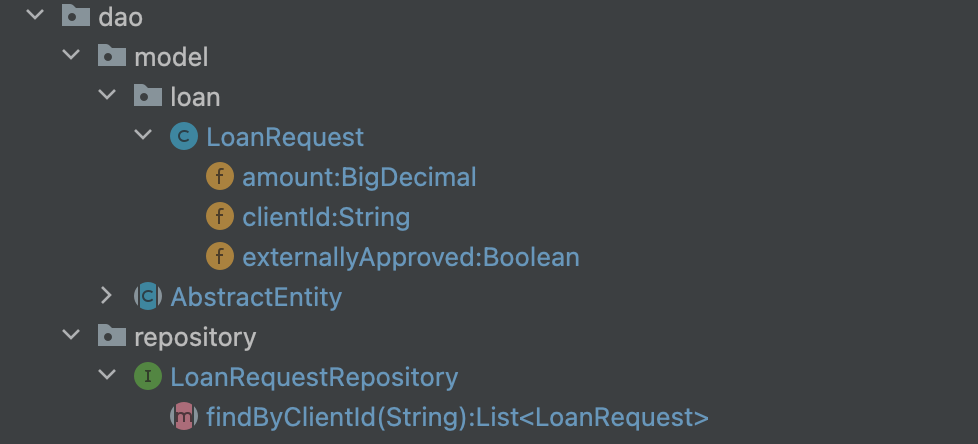 dao
model
loan
C LoanRequest
f amount:BigDecimal
f clientId:String
f externallyApproved:Boolean
C AbstractEntity
repository
I LoanRequestRepository
m findByClientId(String):List<LoanRequest>